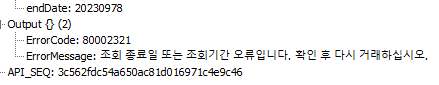 endDate: 20230978
Output {} (2)
ErrorCode: 80002321
ErrorMessage: 조회 종료일 또는 조회기간 오류입니다. 확인 후 다시 거래하십시오.
API_SEQ: 3c562fdc54a650ac81d016971c4e9c46